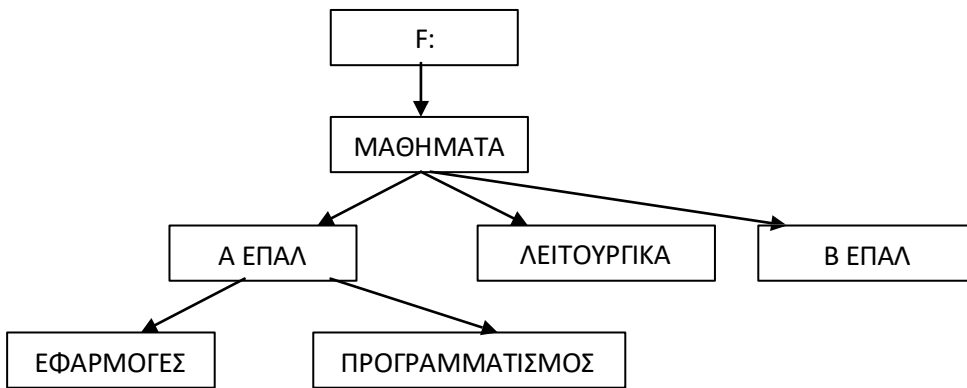 F:
ΜΑΘΗΜΑΤΑ
Α ΕΠΑΛ
ΛΕΙΤΟΥΡΓΙΚΑ
Β ΕΠΑΛ
ΕΦΑΡΜΟΓΕΣ
ΠΡΟΓΡΑΜΜΑΤΙΣΜΟΣ